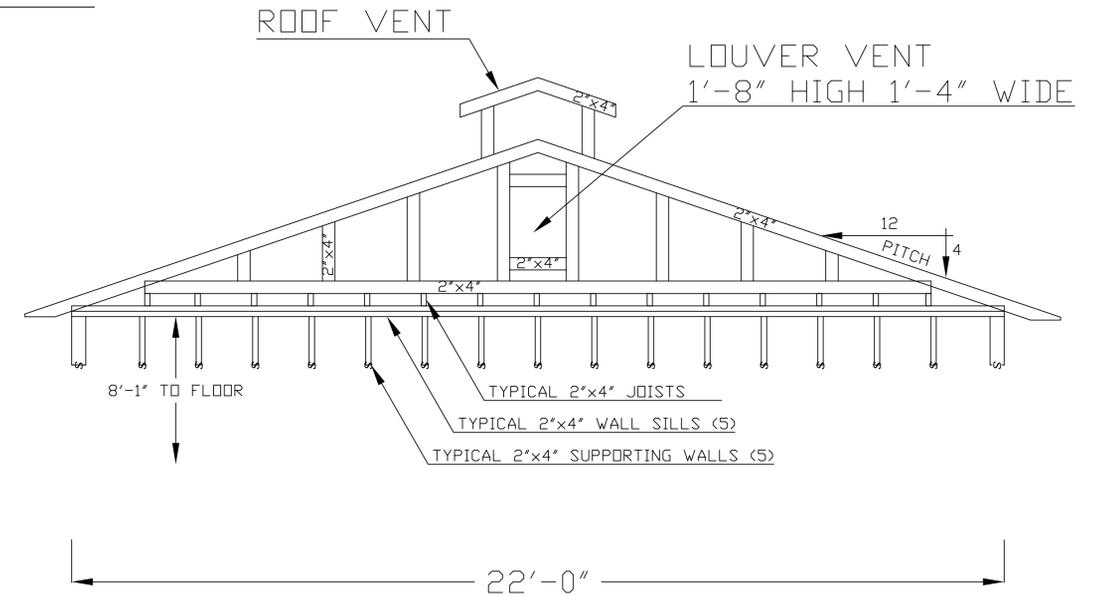 ROOF VENT
LOUVER VENT
1'-8" HIGH 1'-4" WIDE
2"x4"
2"x4"
12
4
PITCH
2"x4"
2"x4"
2"x4"
S S S S S S S S S S S S S S S S S
8'-1" TO FLOOR
TYPICAL 2"x4" JOISTS
TYPICAL 2"x4" WALL SILLS (5)
TYPICAL 2"x4" SUPPORTING WALLS (5)
22'-0"